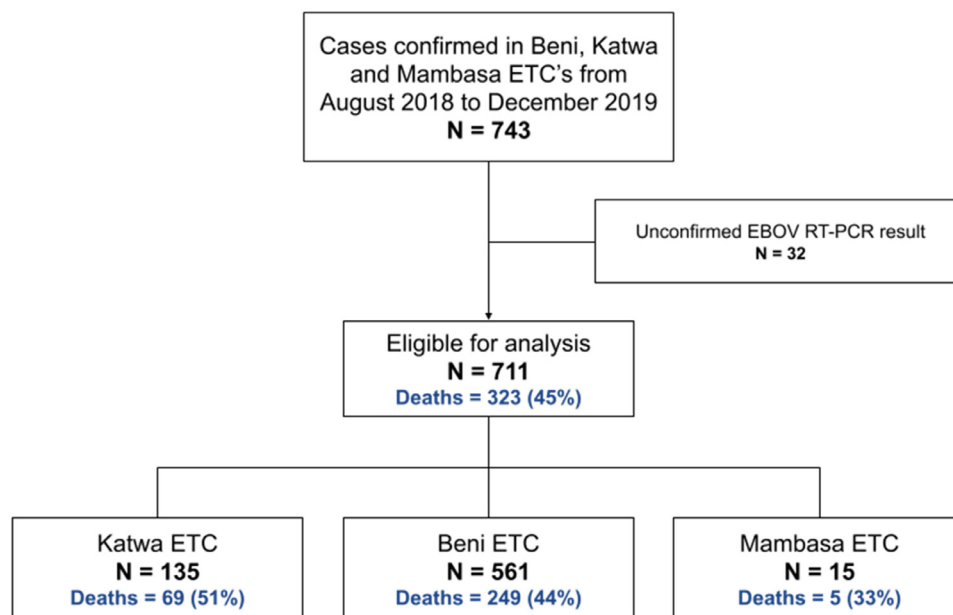 Cases confirmed in Beni, Katwa
and Mambasa ETC's from
August 2018 to December 2019
N = 743
Unconfirmed EBOV RT-PCR result
N = 32
Eligible for analysis
N = 711
Deaths = 323 (45%)
Katwa ETC
N = 135
Deaths = 69 (51%)
Beni ETC
N = 561
Deaths = 249 (44%)
Mambasa ETC
N = 15
Deaths = 5 (33%)